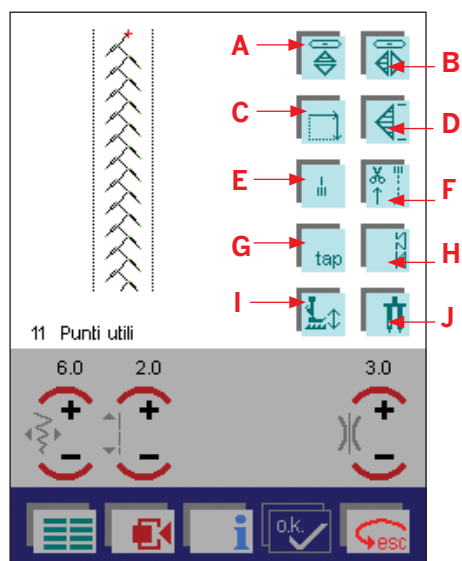 A
B
C
D
E
F
G tap
H
I
J
11 Punti utili
6.0 2.0 3.0
+ + +
− − −
i o.k. esc